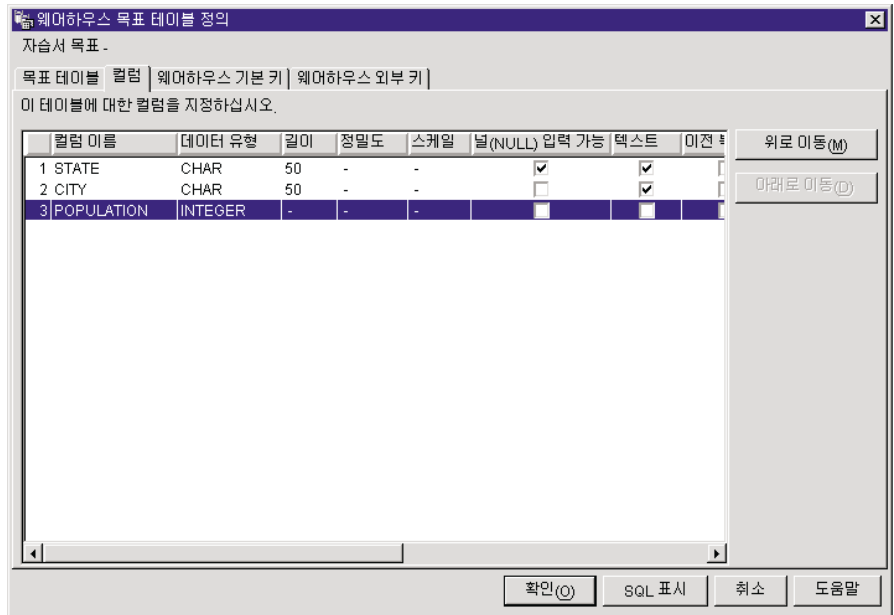 웨어하우스 목표 테이블 정의
자습서 목표 -
목표 테이블 컬럼 웨어하우스 기본 키 웨어하우스 외부 키
이 테이블에 대한 컬럼을 지정하십시오.
컬럼 이름 데이터 유형 길이 정밀도 스케일 널(NULL) 입력 가능 텍스트 이전
1 STATE CHAR 50 - -
2 CITY CHAR 50 - -
3 POPULATION INTEGER - - -
위로 이동(M)
아래로 이동(D)
확인(O) SQL 표시 취소 도움말